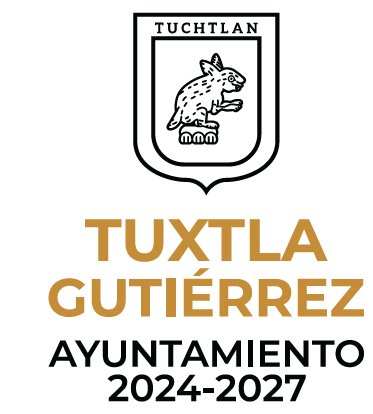 TUCHTLAN
TUXTLA
GUTIÉRREZ
AYUNTAMIENTO
2024-2027